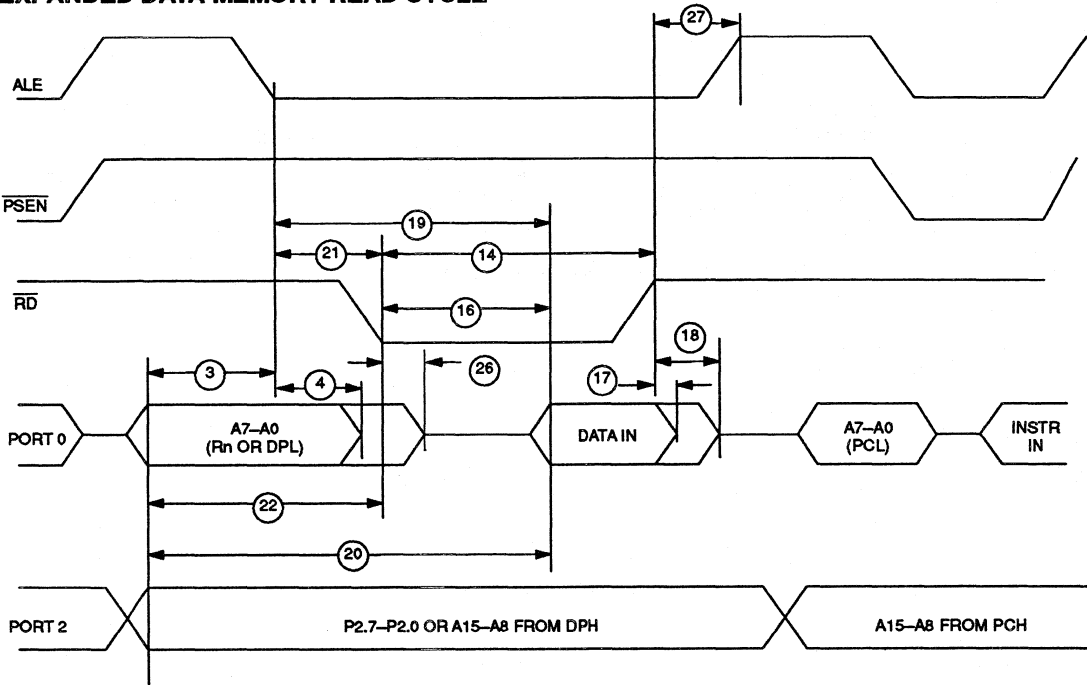 EXPANDED DATA MEMORY READ CYCLE
27
ALE
PSEN
19
21
14
RD
16
18
3
4
26
17
PORT 0
A7–A0
(Rn OR DPL)
DATA IN
A7–A0
(PCL)
INSTR
IN
22
20
PORT 2
P2.7–P2.0 OR A15–A8 FROM DPH
A15–A8 FROM PCH